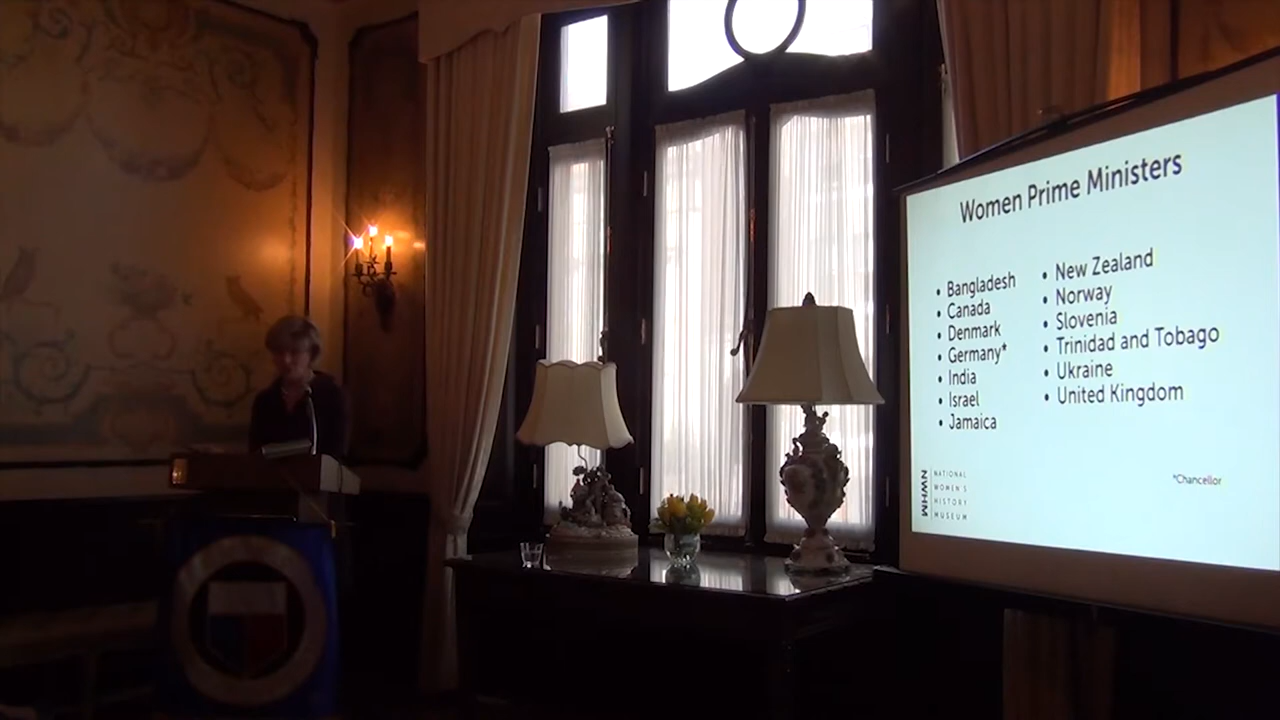 Women Prime Ministers
• Bangladesh
• Canada
• Denmark
• Germany*
• India
• Israel
• Jamaica
• New Zealand
• Norway
• Slovenia
• Trinidad and Tobago
• Ukraine
• United Kingdom
*Chancellor
NWHM
NATIONAL
WOMEN'S
HISTORY
MUSEUM